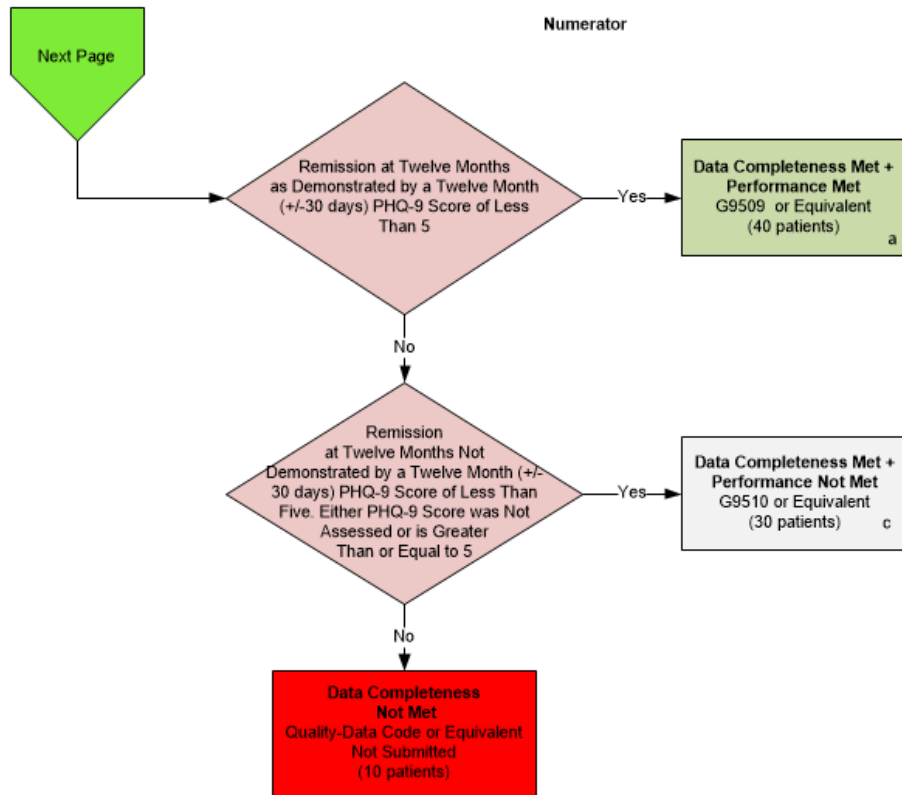 Numerator
Next Page
Remission at Twelve Months
as Demonstrated by a Twelve Month
(+/-30 days) PHQ-9 Score of Less
Than 5
Yes
Data Completeness Met +
Performance Met
G9509 or Equivalent
(40 patients)
a
No
Remission
at Twelve Months Not
Demonstrated by a Twelve Month (+/-
30 days) PHQ-9 Score of Less Than
Five. Either PHQ-9 Score was Not
Assessed or is Greater
Than or Equal to 5
Yes
Data Completeness Met +
Performance Not Met
G9510 or Equivalent
(30 patients)
c
No
Data Completeness
Not Met
Quality-Data Code or Equivalent
Not Submitted
(10 patients)